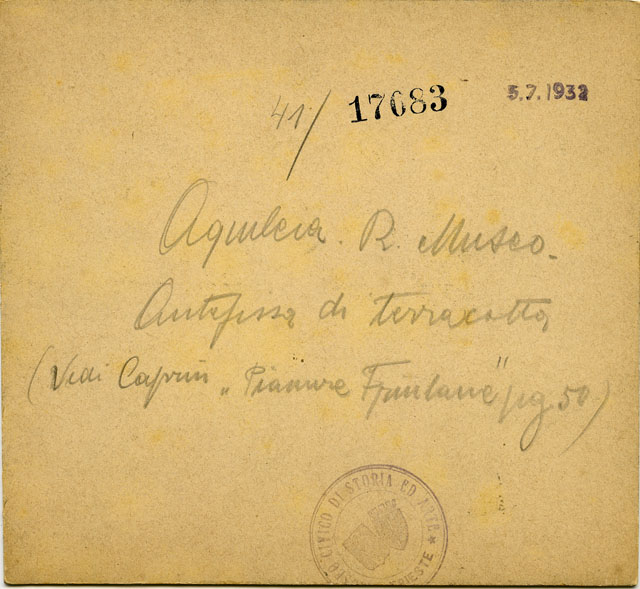 41/ 17683 5.7.1932
Aquileia. R. Museo.
Antefissa di terracotta
(Vedi Caprin „Pianure Friulane" pg 50)
CIVICO DI STORIA ED ARTE ★ TRIESTE